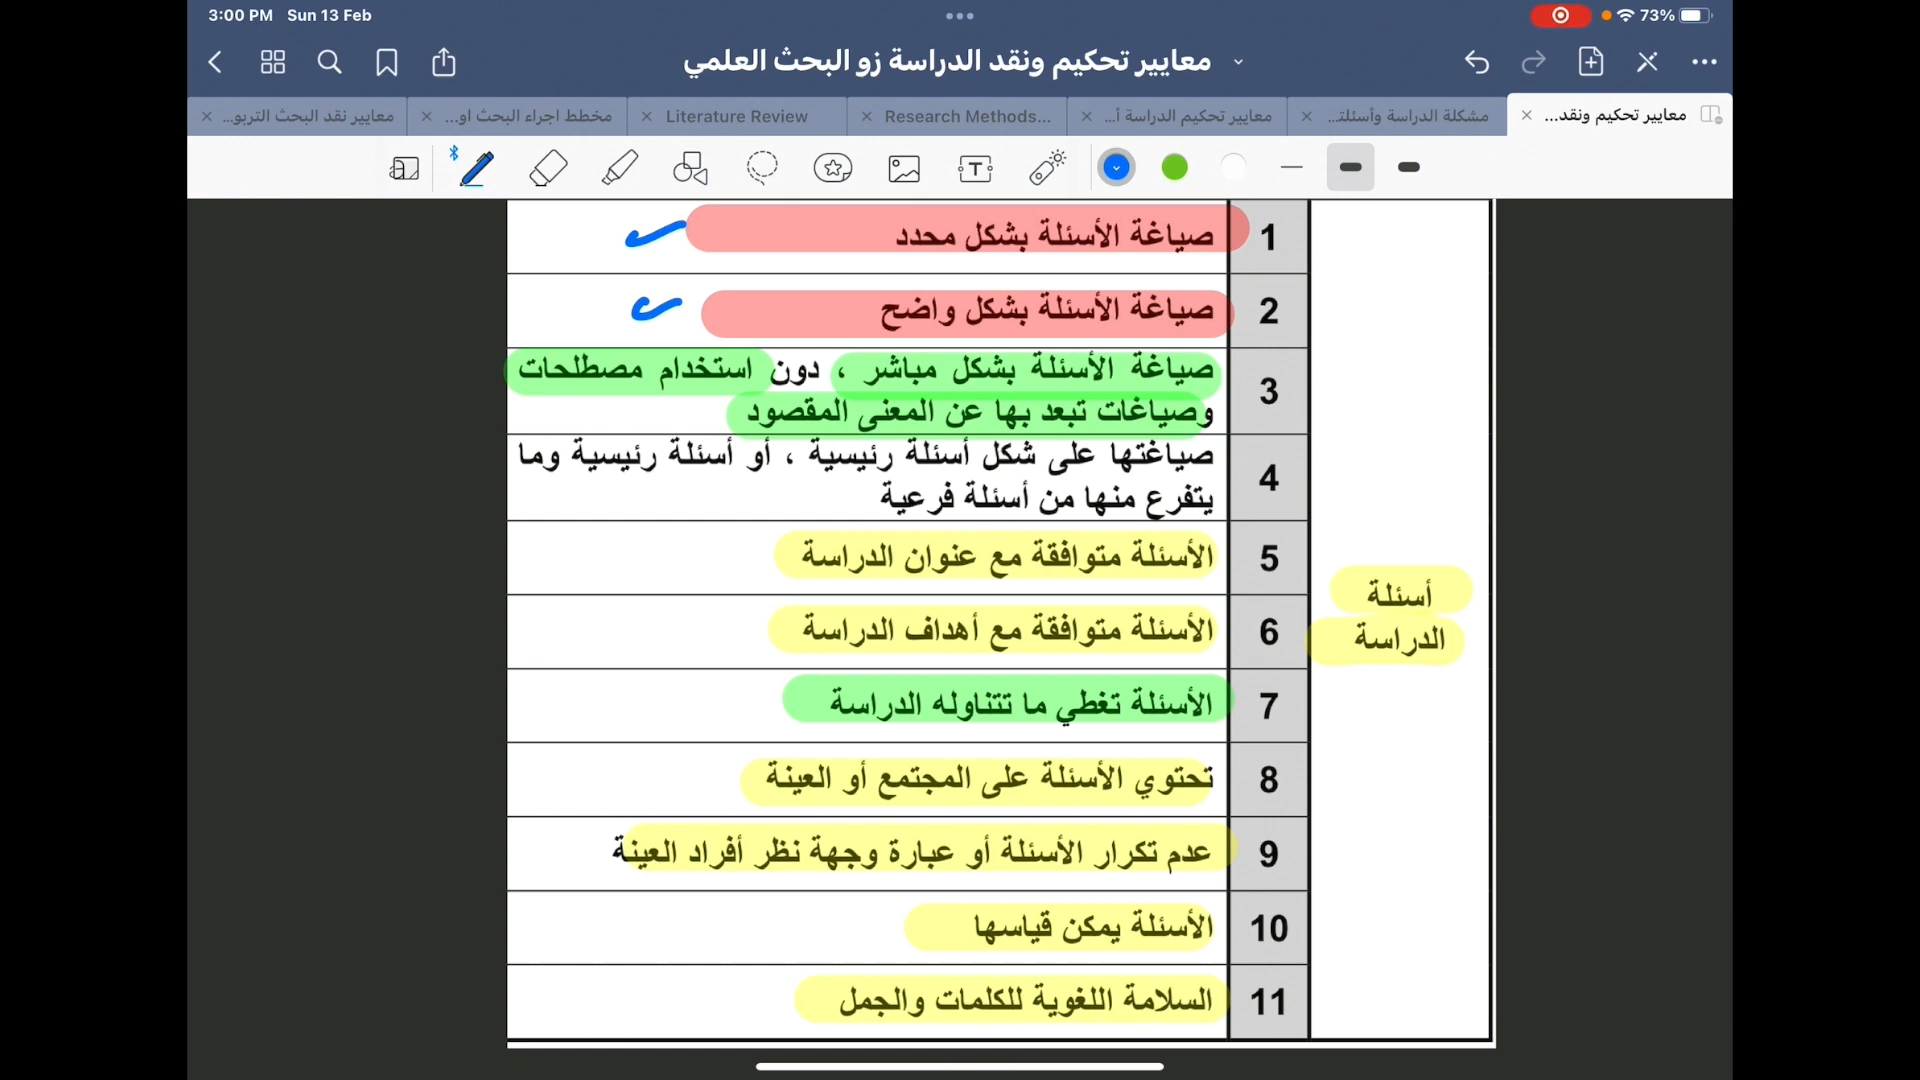 3:00 PM Sun 13 Feb
73%
معايير تحكيم ونقد الدراسة زو البحث العلمي
معايير نقد البحث التربو...
مخطط اجراء البحث او...
Literature Review
Research Methods...
معايير تحكيم الدراسة أ...
مشكلة الدراسة وأسئلت...
معايير تحكيم ونقد...
أسئلة
الدراسة
1 صياغة الأسئلة بشكل محدد
2 صياغة الأسئلة بشكل واضح
3 صياغة الأسئلة بشكل مباشر ، دون استخدام مصطلحات
وصياغات تبعد بها عن المعنى المقصود
4 صياغتها على شكل أسئلة رئيسية ، أو أسئلة رئيسية وما
يتفرع منها من أسئلة فرعية
5 الأسئلة متوافقة مع عنوان الدراسة
6 الأسئلة متوافقة مع أهداف الدراسة
7 الأسئلة تغطي ما تتناوله الدراسة
8 تحتوي الأسئلة على المجتمع أو العينة
9 عدم تكرار الأسئلة أو عبارة وجهة نظر أفراد العينة
10 الأسئلة يمكن قياسها
11 السلامة اللغوية للكلمات والجمل